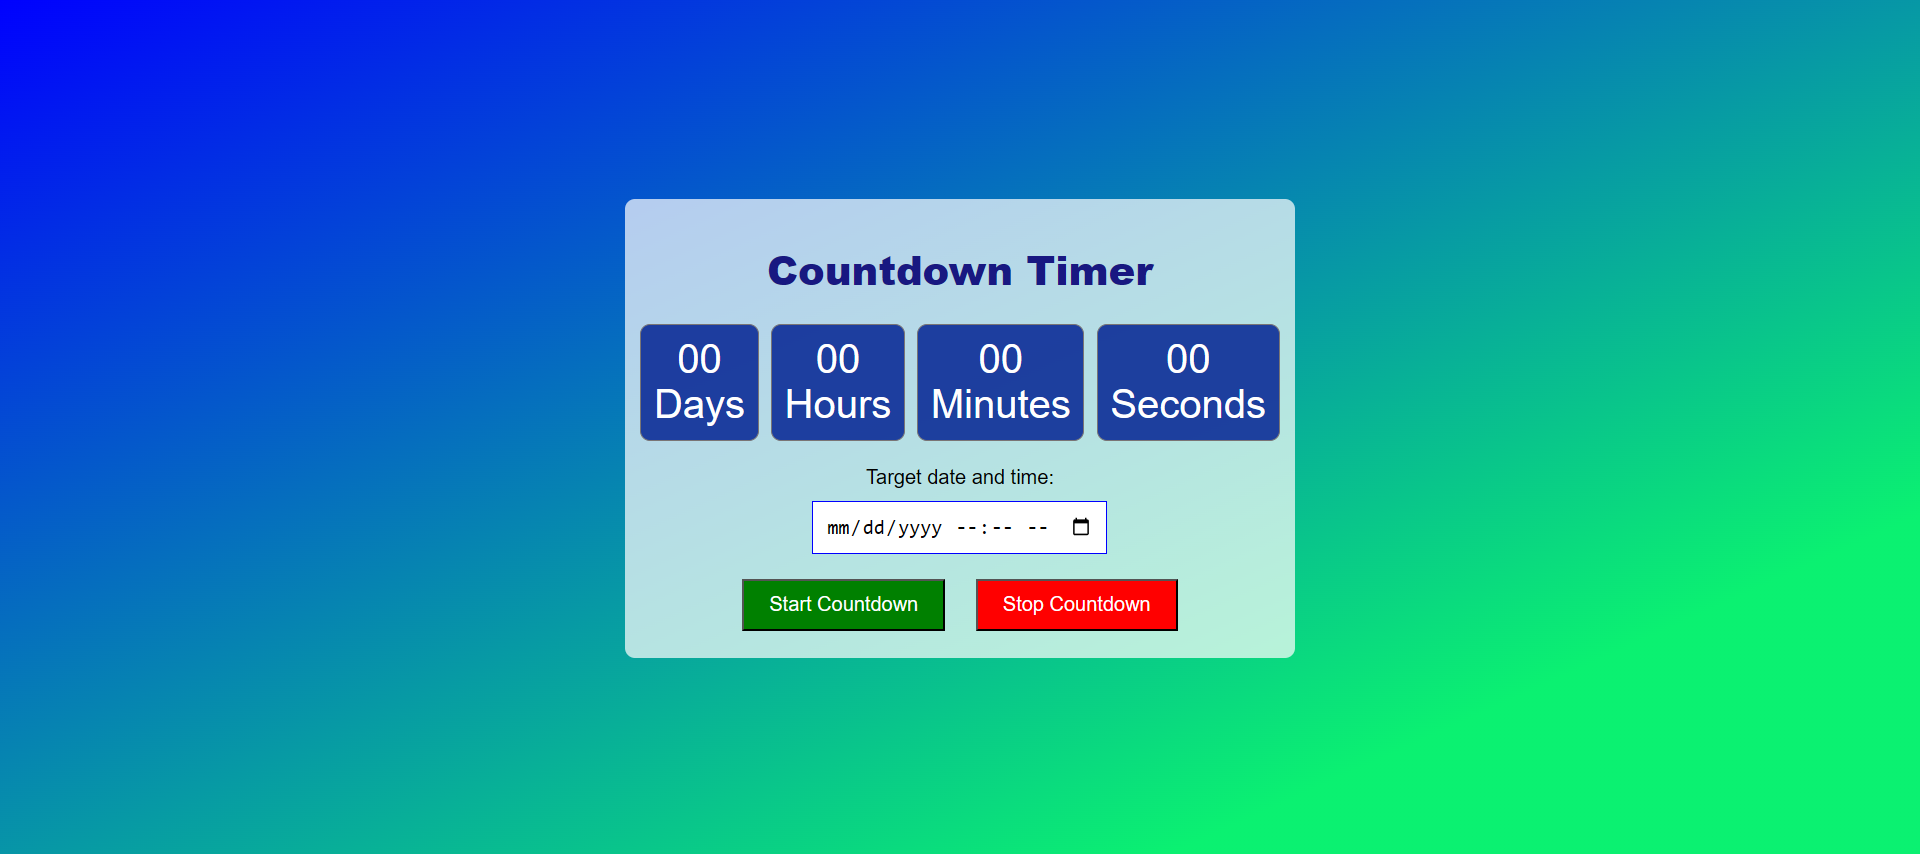 Countdown Timer
00 00 00 00
Days Hours Minutes Seconds
Target date and time:
mm/dd/yyyy --:-- --
Start Countdown Stop Countdown